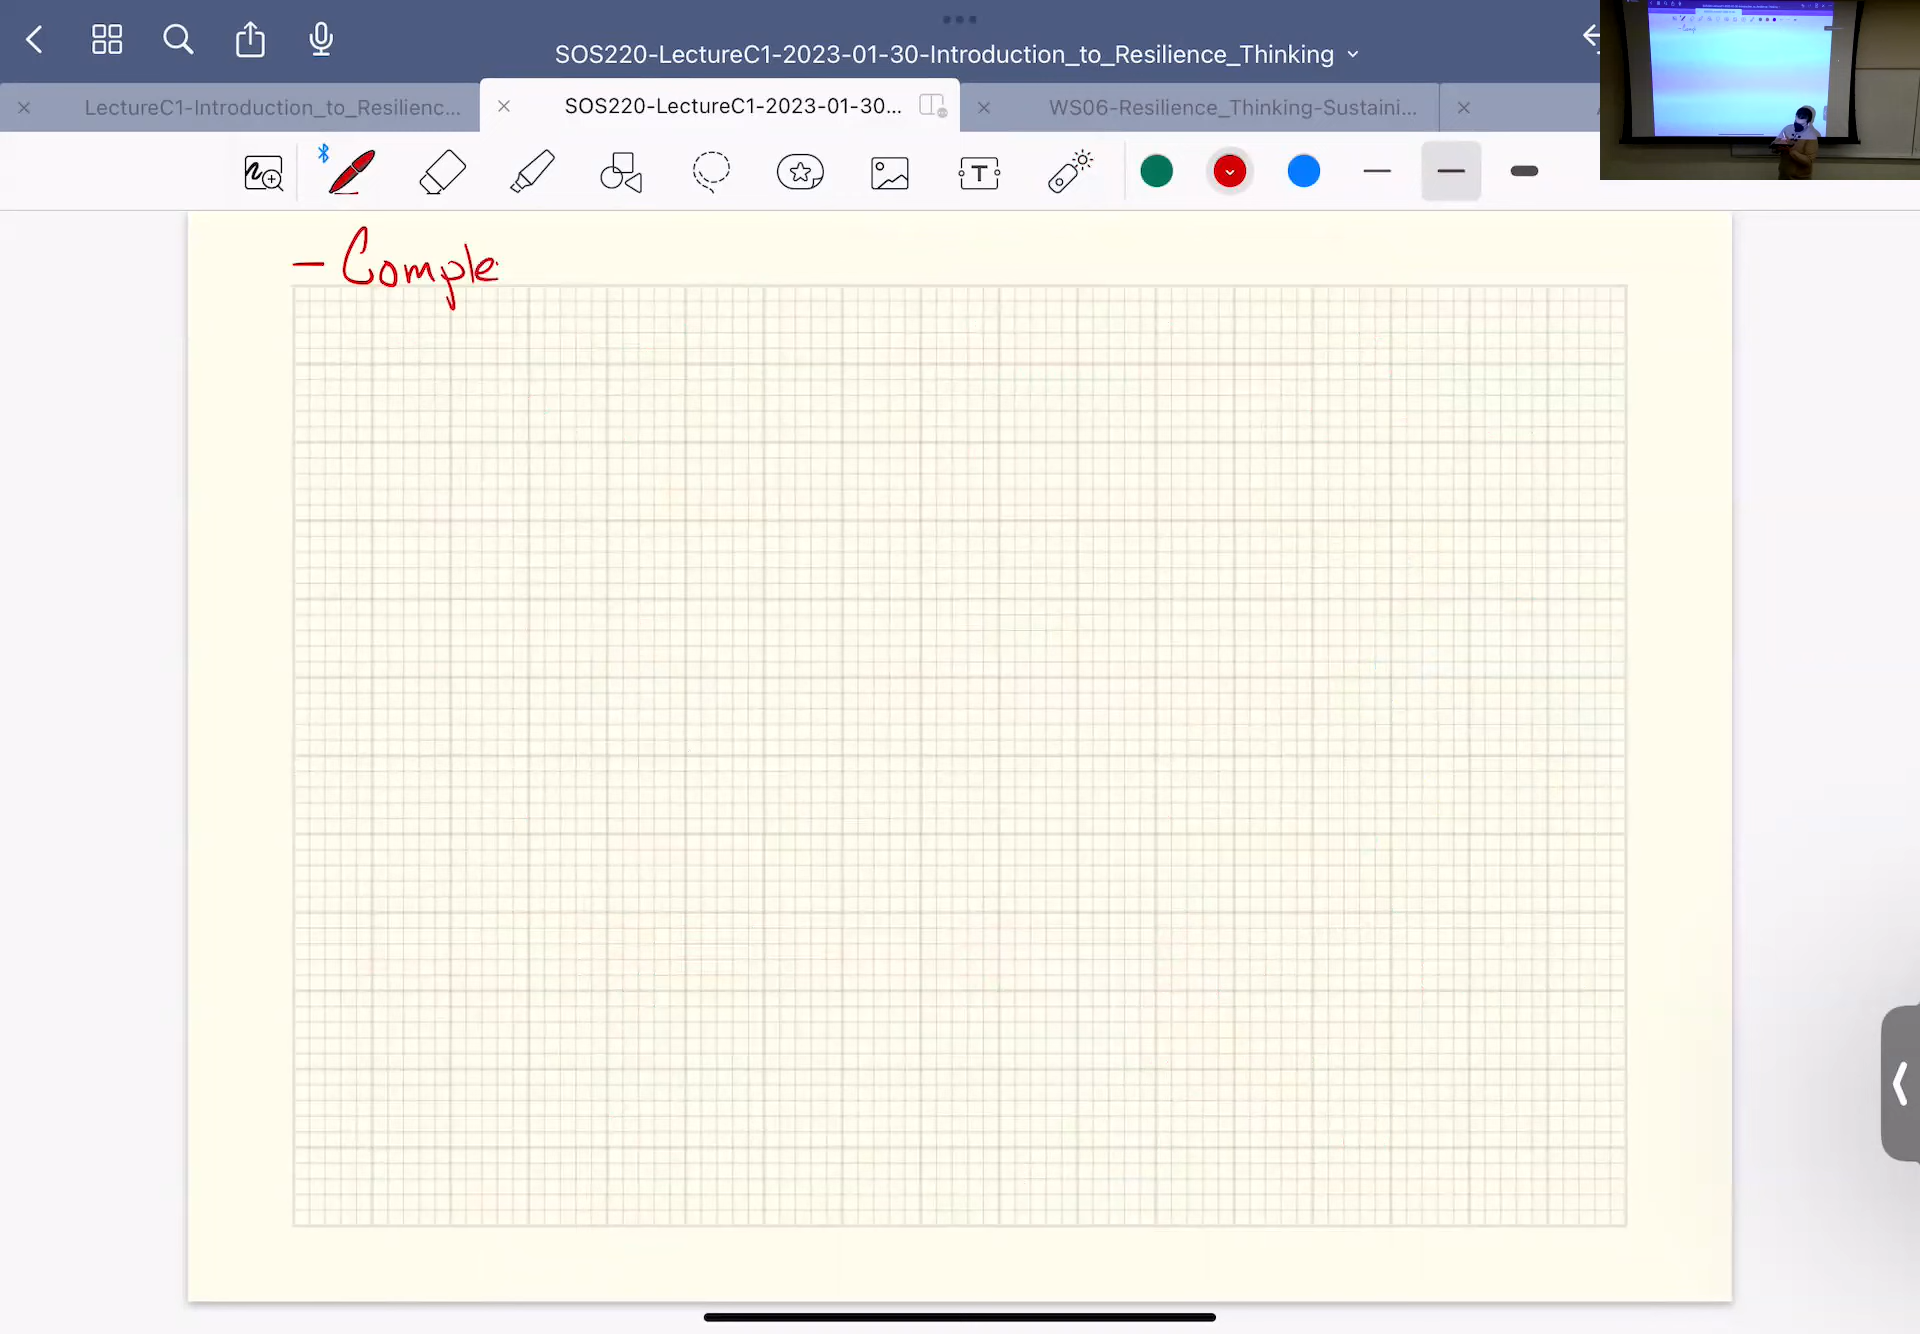 SOS220-LectureC1-2023-01-30-Introduction_to_Resilience_Thinking
LectureC1-Introduction_to_Resilienc...
SOS220-LectureC1-2023-01-30...
WS06-Resilience_Thinking-Sustaini...
T
- Comple